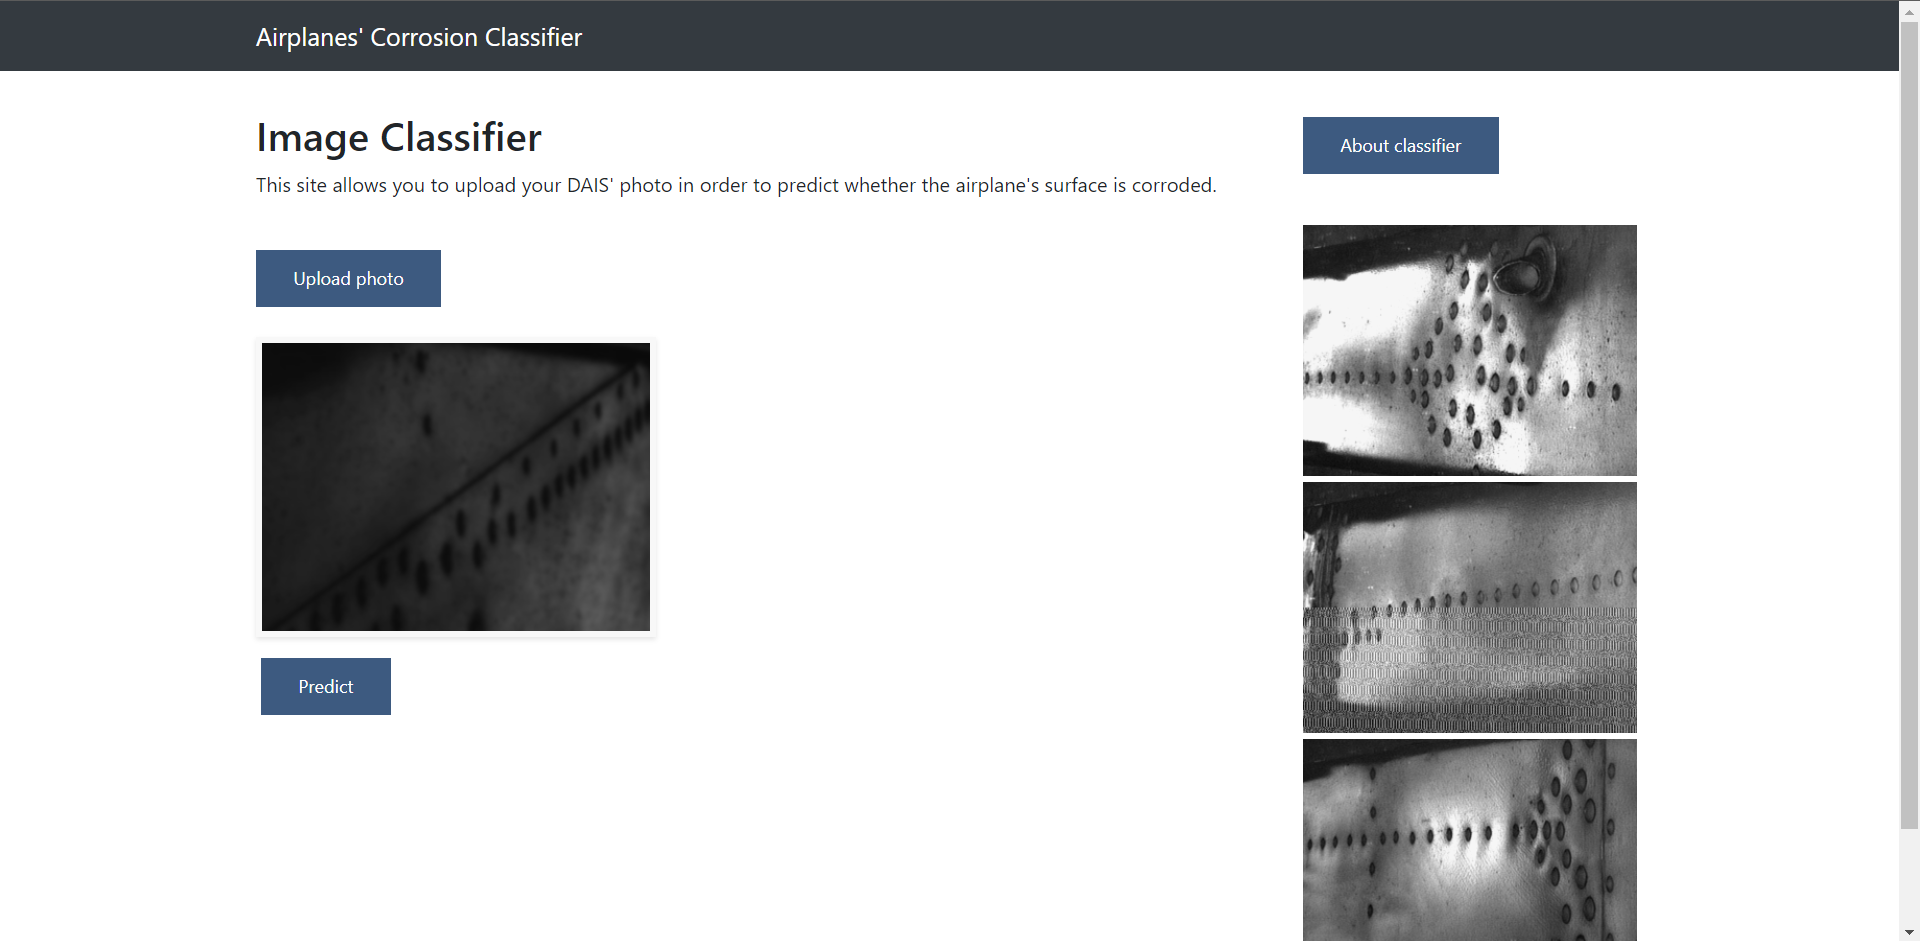 Airplanes' Corrosion Classifier
Image Classifier
This site allows you to upload your DAIS' photo in order to predict whether the airplane's surface is corroded.
Upload photo
Predict
About classifier